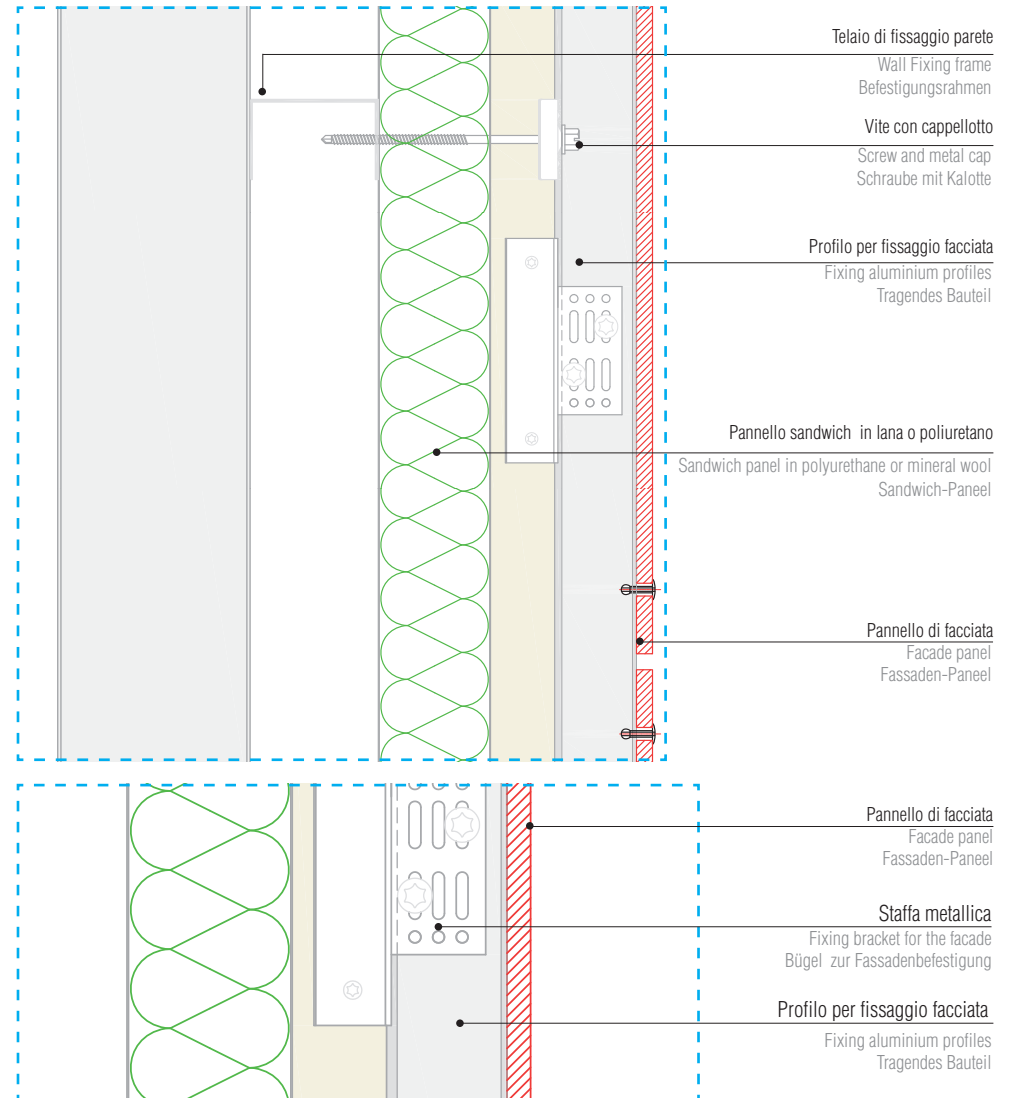 Telaio di fissaggio parete
Wall Fixing frame
Befestigungsrahmen
Vite con cappellotto
Screw and metal cap
Schraube mit Kalotte
Profilo per fissaggio facciata
Fixing aluminium profiles
Tragendes Bauteil
Pannello sandwich in lana o poliuretano
Sandwich panel in polyurethane or mineral wool
Sandwich-Paneel
Pannello di facciata
Facade panel
Fassaden-Paneel
Pannello di facciata
Facade panel
Fassaden-Paneel
Staffa metallica
Fixing bracket for the facade
Bügel zur Fassadenbefestigung
Profilo per fissaggio facciata
Fixing aluminium profiles
Tragendes Bauteil